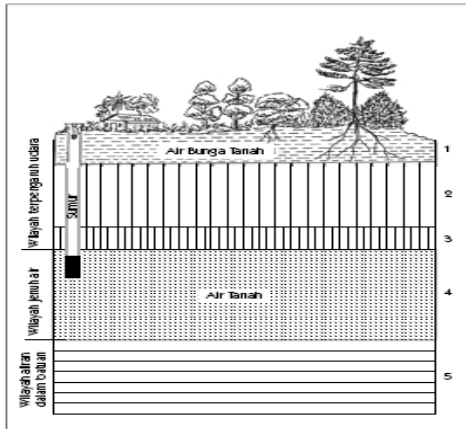 Air Bunga Tanah
Wilayah terpengaruh udara
Sumur
1
2
3
Wilayah jenuh air
Air Tanah
4
Wilayah aliran
dalam batuan
5